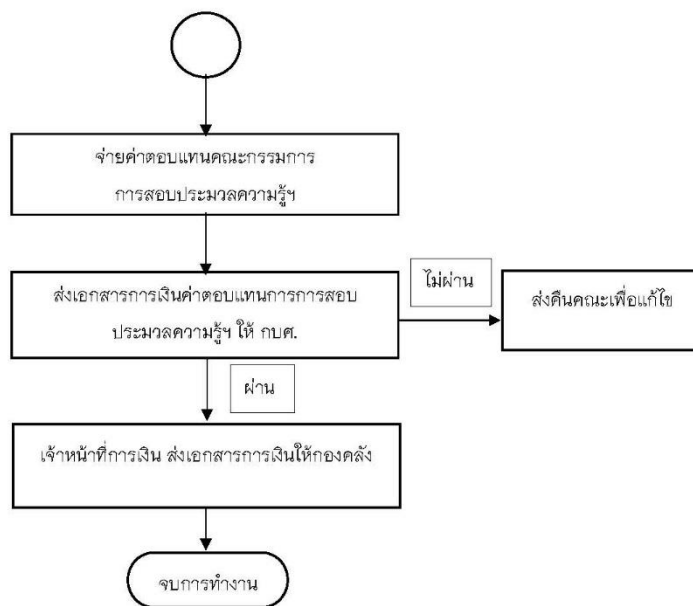 จ่ายค่าตอบแทนคณะกรรมการ
การสอบประมวลความรู้ฯ
ส่งเอกสารการเงินค่าตอบแทนการการสอบ
ประมวลความรู้ฯ ให้ กบศ.
ไม่ผ่าน
ส่งคืนคณะเพื่อแก้ไข
ผ่าน
เจ้าหน้าที่การเงิน ส่งเอกสารการเงินให้กองคลัง
จบการทำงาน